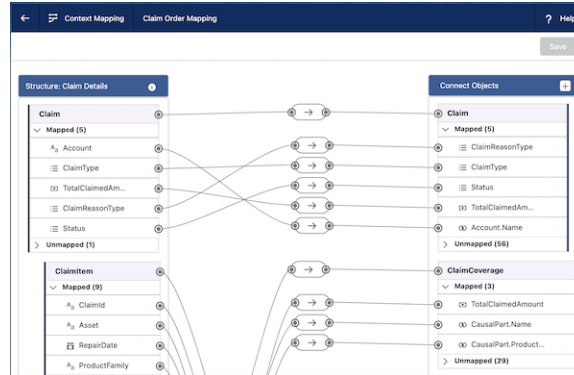 Context Mapping
Claim Order Mapping
? Help
Save
Structure: Claim Details
Connect Objects
Claim
Mapped (5)
Account
ClaimType
TotalClaimedAm...
ClaimReasonType
Status
Unmapped (1)
ClaimItem
Mapped (9)
ClaimId
Asset
RepairDate
ProductFamily
Claim
Mapped (5)
ClaimReasonType
ClaimType
Status
TotalClaimedAm...
Account.Name
Unmapped (56)
ClaimCoverage
Mapped (3)
TotalClaimedAmount
CausalPart.Name
CausalPart.Product...
Unmapped (29)